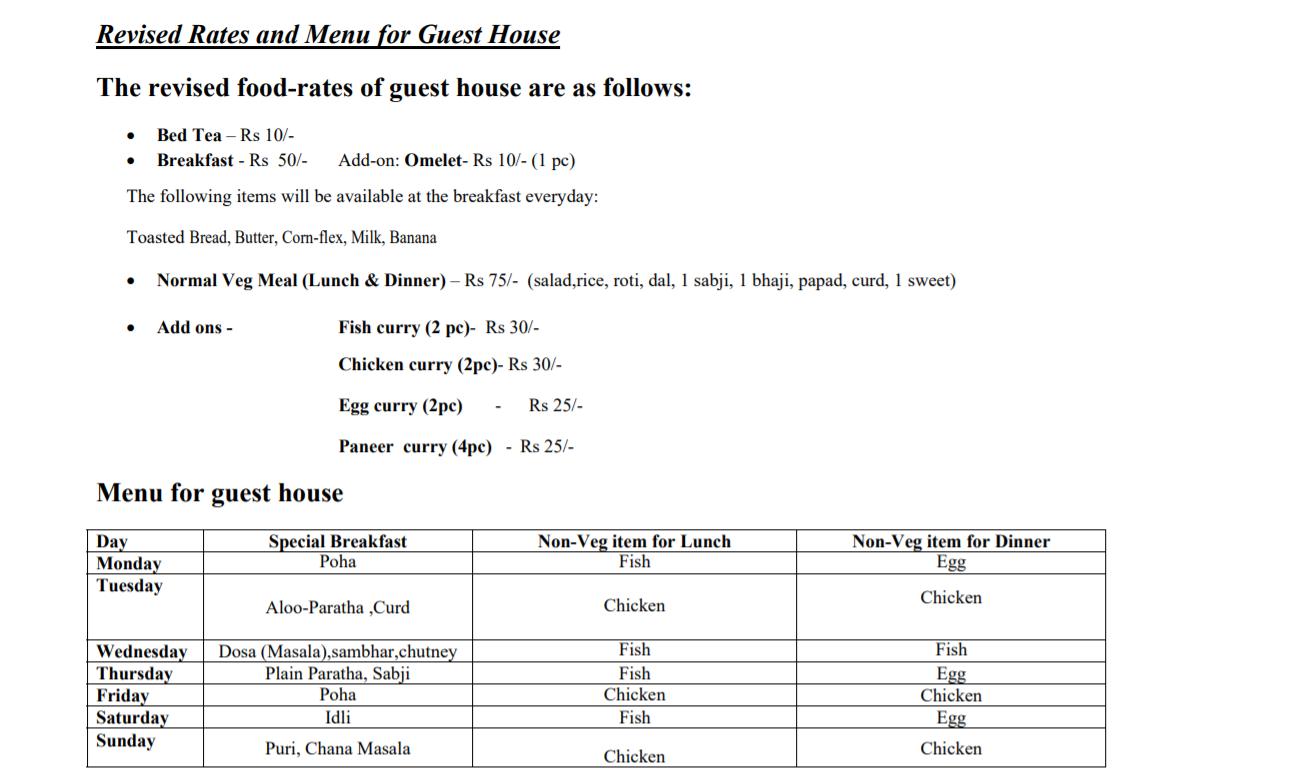 Revised Rates and Menu for Guest House
The revised food-rates of guest house are as follows:
• Bed Tea – Rs 10/-
• Breakfast - Rs 50/- Add-on: Omelet- Rs 10/- (1 pc)
The following items will be available at the breakfast everyday:
Toasted Bread, Butter, Corn-flex, Milk, Banana
• Normal Veg Meal (Lunch & Dinner) – Rs 75/- (salad,rice, roti, dal, 1 sabji, 1 bhaji, papad, curd, 1 sweet)
• Add ons - Fish curry (2 pc)- Rs 30/-
Chicken curry (2pc)- Rs 30/-
Egg curry (2pc) - Rs 25/-
Paneer curry (4pc) - Rs 25/-
Menu for guest house
Day Special Breakfast Non-Veg item for Lunch Non-Veg item for Dinner
Monday Poha Fish Egg
Tuesday Aloo-Paratha ,Curd Chicken Chicken
Wednesday Dosa (Masala),sambhar,chutney Fish Fish
Thursday Plain Paratha, Sabji Fish Egg
Friday Poha Chicken Chicken
Saturday Idli Fish Egg
Sunday Puri, Chana Masala Chicken Chicken